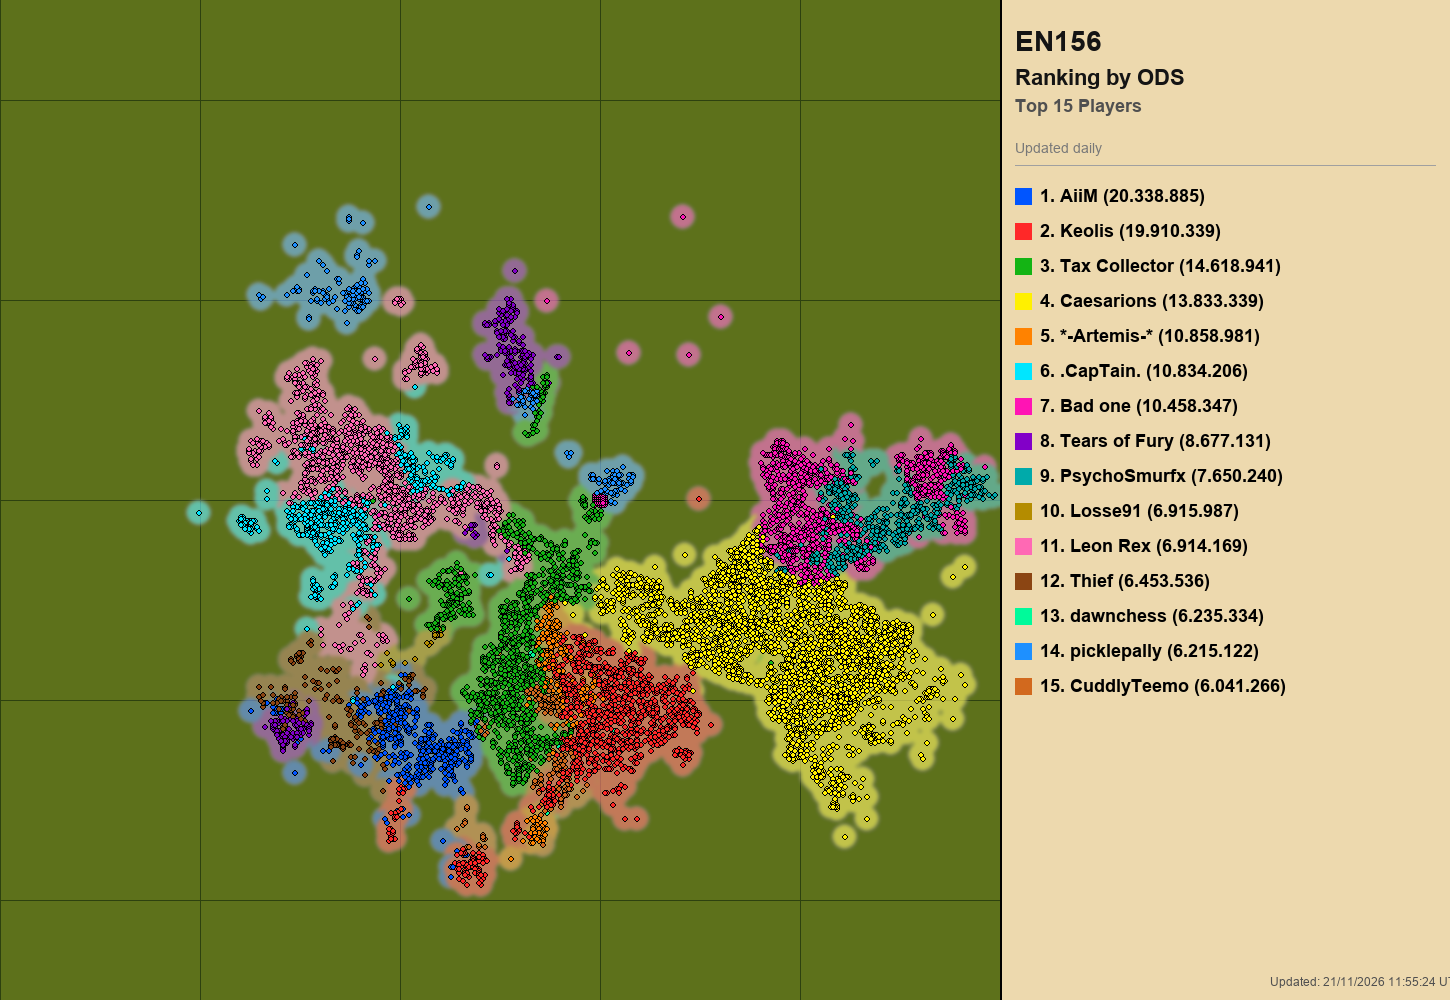 EN156
Ranking by ODS
Top 15 Players
Updated daily
1. AiiM (20.338.885)
2. Keolis (19.910.339)
3. Tax Collector (14.618.941)
4. Caesarions (13.833.339)
5. *-Artemis-* (10.858.981)
6. .CapTain. (10.834.206)
7. Bad one (10.458.347)
8. Tears of Fury (8.677.131)
9. PsychoSmurfx (7.650.240)
10. Losse91 (6.915.987)
11. Leon Rex (6.914.169)
12. Thief (6.453.536)
13. dawnchess (6.235.334)
14. picklepally (6.215.122)
15. CuddlyTeemo (6.041.266)
Updated: 21/11/2026 11:55:24 U